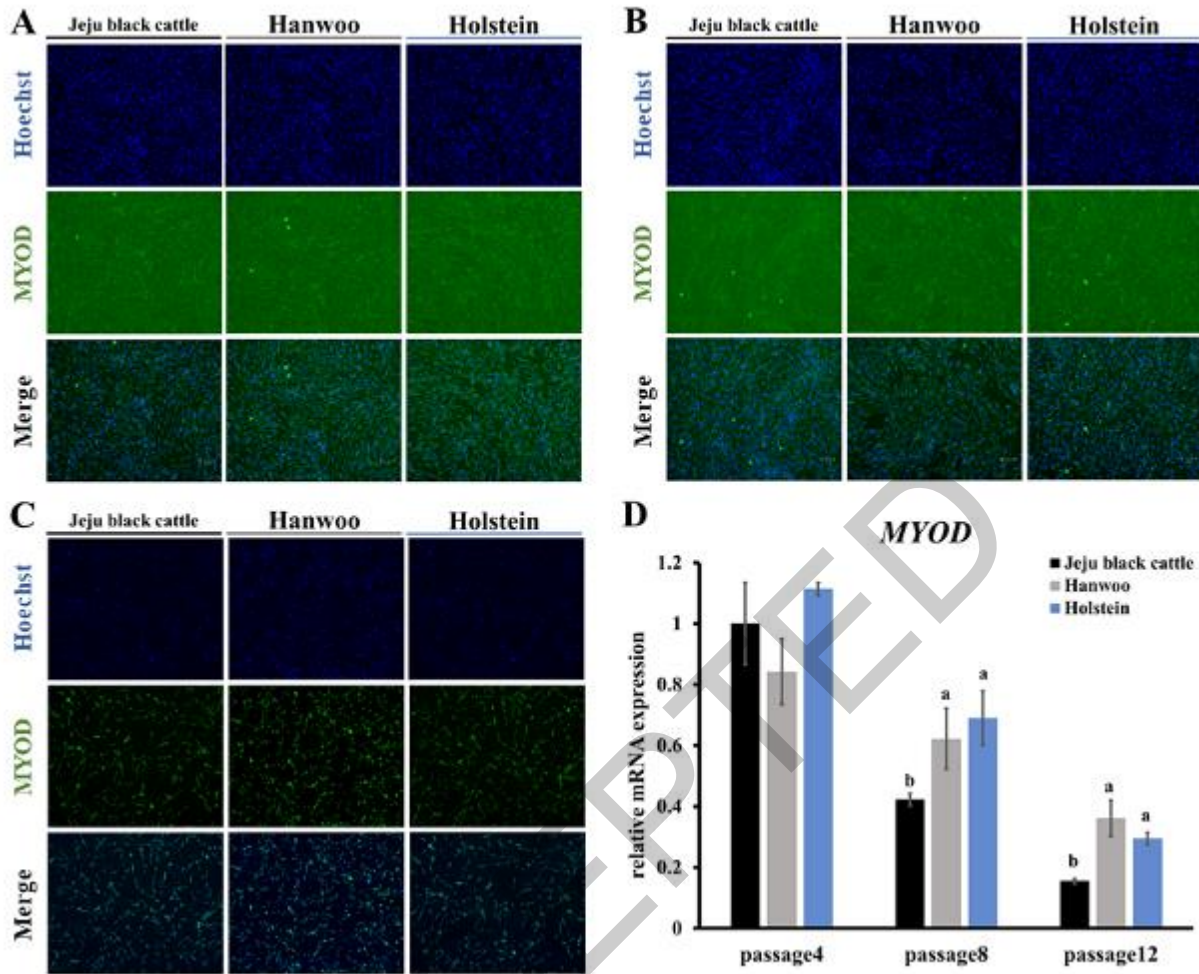 A
Jeju black cattle Hanwoo Holstein
Hoechst
MYOD
Merge
B
Jeju black cattle Hanwoo Holstein
Hoechst
MYOD
Merge
C
Jeju black cattle Hanwoo Holstein
Hoechst
MYOD
Merge
D
MYOD
Jeju black cattle
Hanwoo
Holstein
relative mRNA expression
1.2
1
0.8
0.6
0.4
0.2
0
b a a
b a a
passage4 passage8 passage12
EPTED